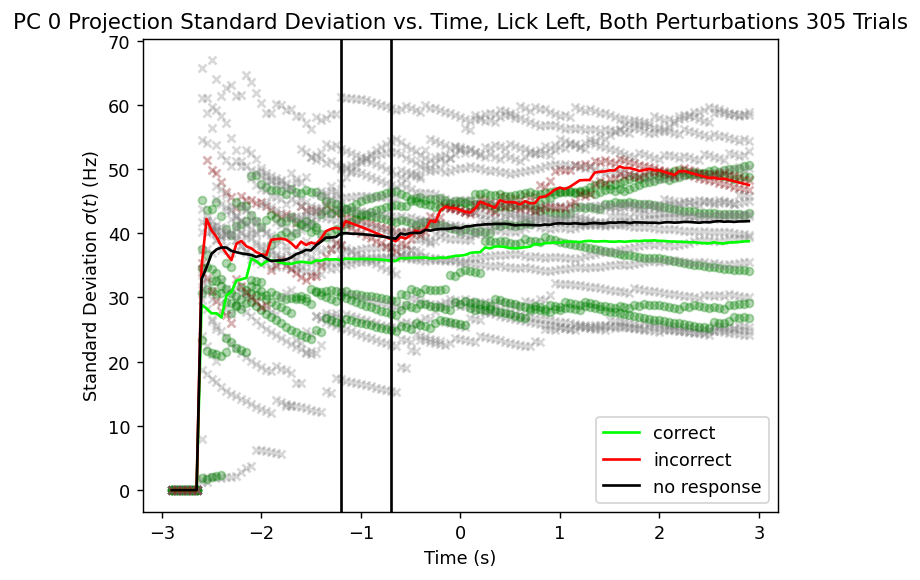 PC 0 Projection Standard Deviation vs. Time, Lick Left, Both Perturbations 305 Trials
Standard Deviation σ(t) (Hz)
70
60
50
40
30
20
10
0
correct
incorrect
no response
−3
−2
−1
0
1
2
3
Time (s)